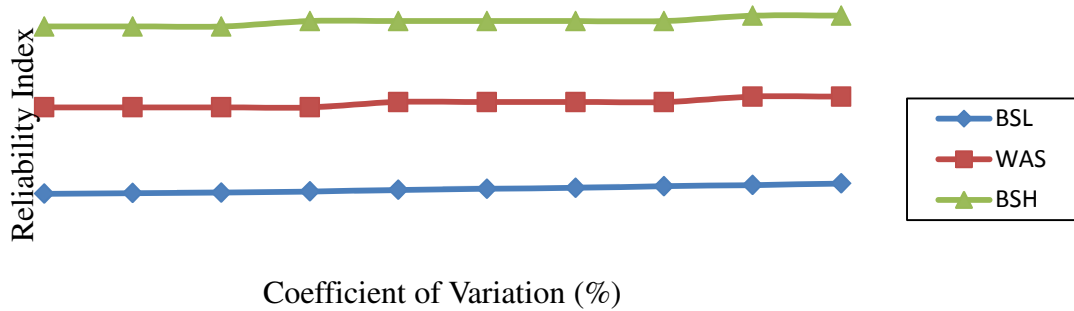 Reliability Index
BSL
WAS
BSH
Coefficient of Variation (%)